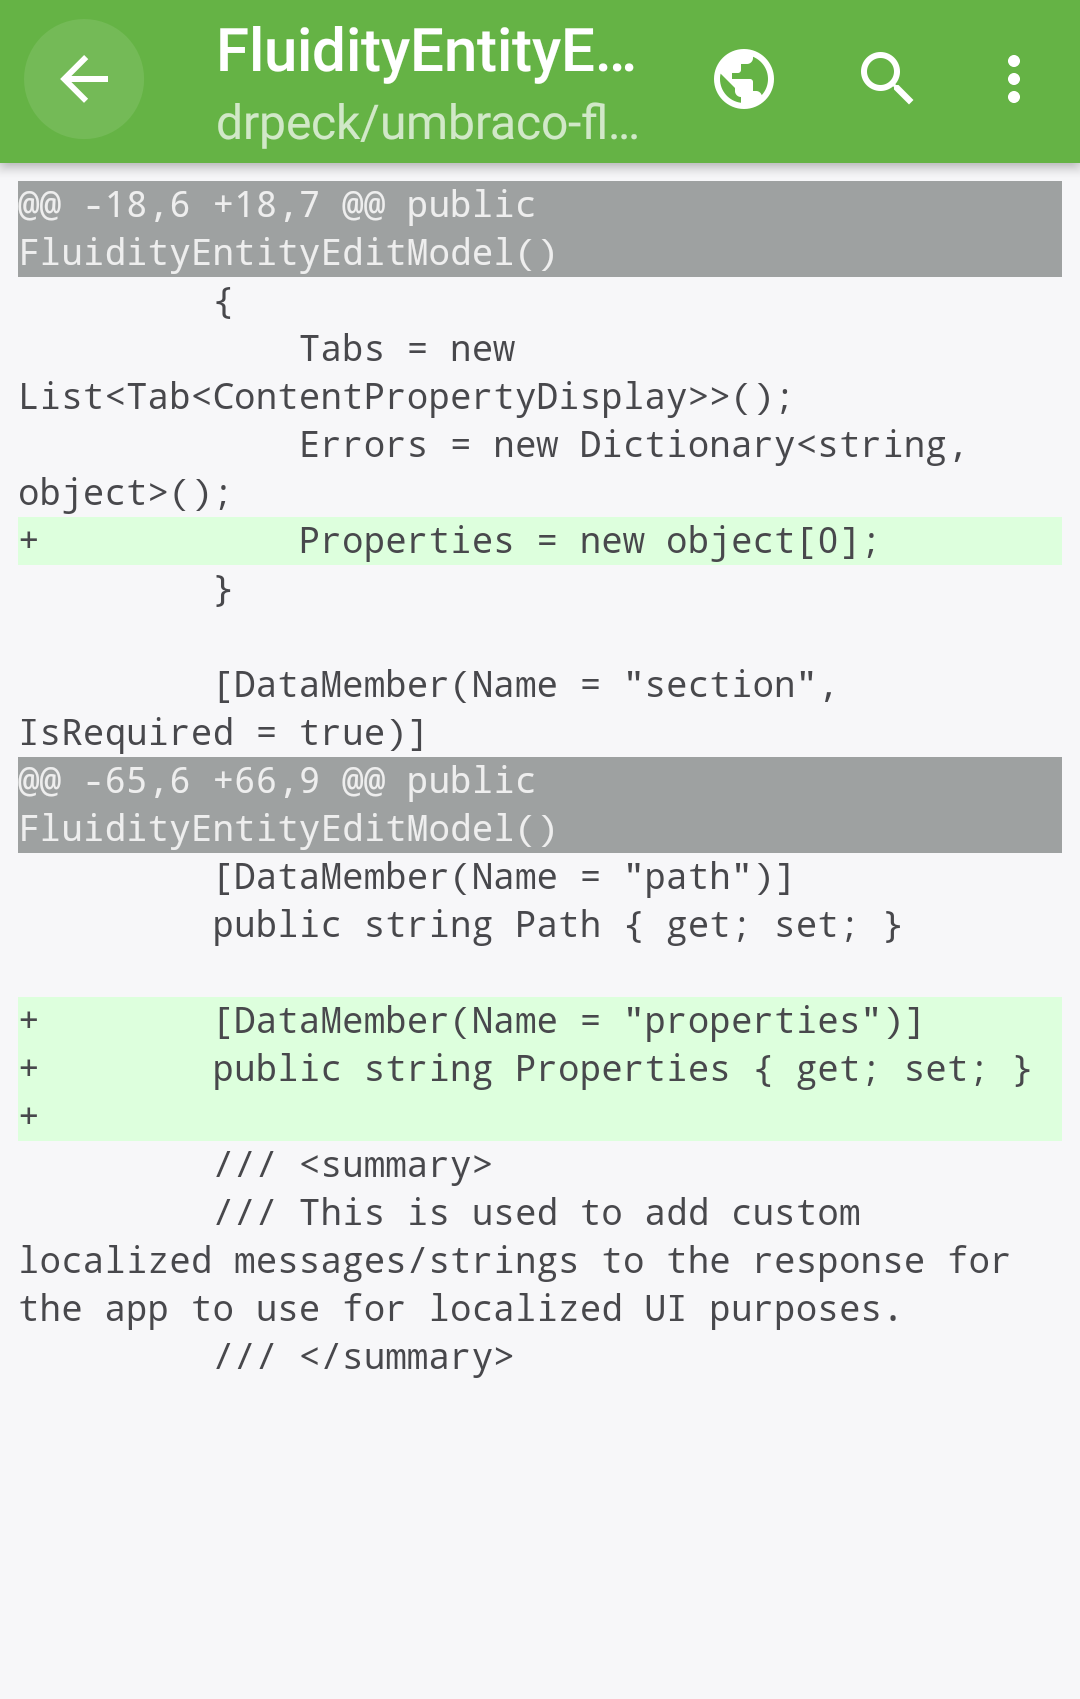 FluidityEntityE...
drpeck/umbraco-fl...
@@ -18,6 +18,7 @@ public
FluidityEntityEditModel()
{
Tabs = new
List<Tab<ContentPropertyDisplay>>();
Errors = new Dictionary<string,
object>();
+ Properties = new object[0];
}
[DataMember(Name = "section",
IsRequired = true)]
@@ -65,6 +66,9 @@ public
FluidityEntityEditModel()
[DataMember(Name = "path")]
public string Path { get; set; }
+ [DataMember(Name = "properties")]
+ public string Properties { get; set; }
+
/// <summary>
/// This is used to add custom
localized messages/strings to the response for
the app to use for localized UI purposes.
/// </summary>